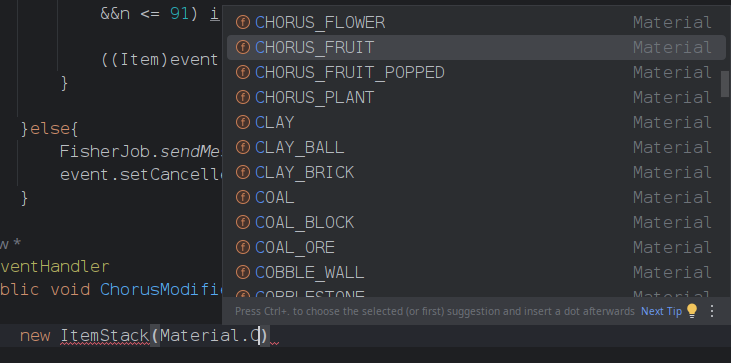 &&n <= 91) i
((Item)event
}
}else{
FisherJob.sendMe
event.setCancelle
}
w *
ventHandler
blic void ChorusModifi
new ItemStack(Material.C)
CHORUS_FLOWER Material
CHORUS_FRUIT Material
CHORUS_FRUIT_POPPED Material
CHORUS_PLANT Material
CLAY Material
CLAY_BALL Material
CLAY_BRICK Material
COAL Material
COAL_BLOCK Material
COAL_ORE Material
COBBLE_WALL Material
COBBLESTONE Material
Press Ctrl+. to choose the selected (or first) suggestion and insert a dot afterwards Next Tip